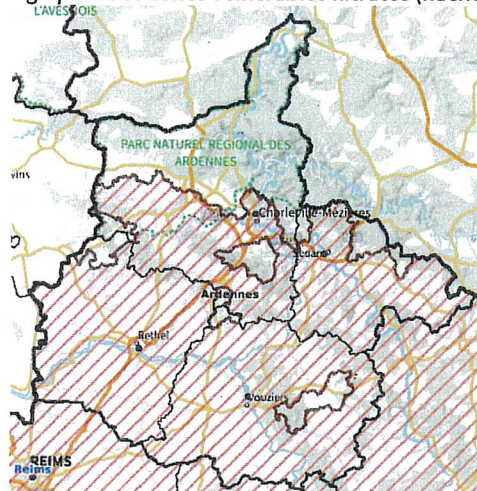 L'AVESNOIS
PARC NATUREL RÉGIONAL DES
ARDENNES
Charleville-Mézières
Sedan
Ardennes
Rethel
Vouziers
REIMS
Reims